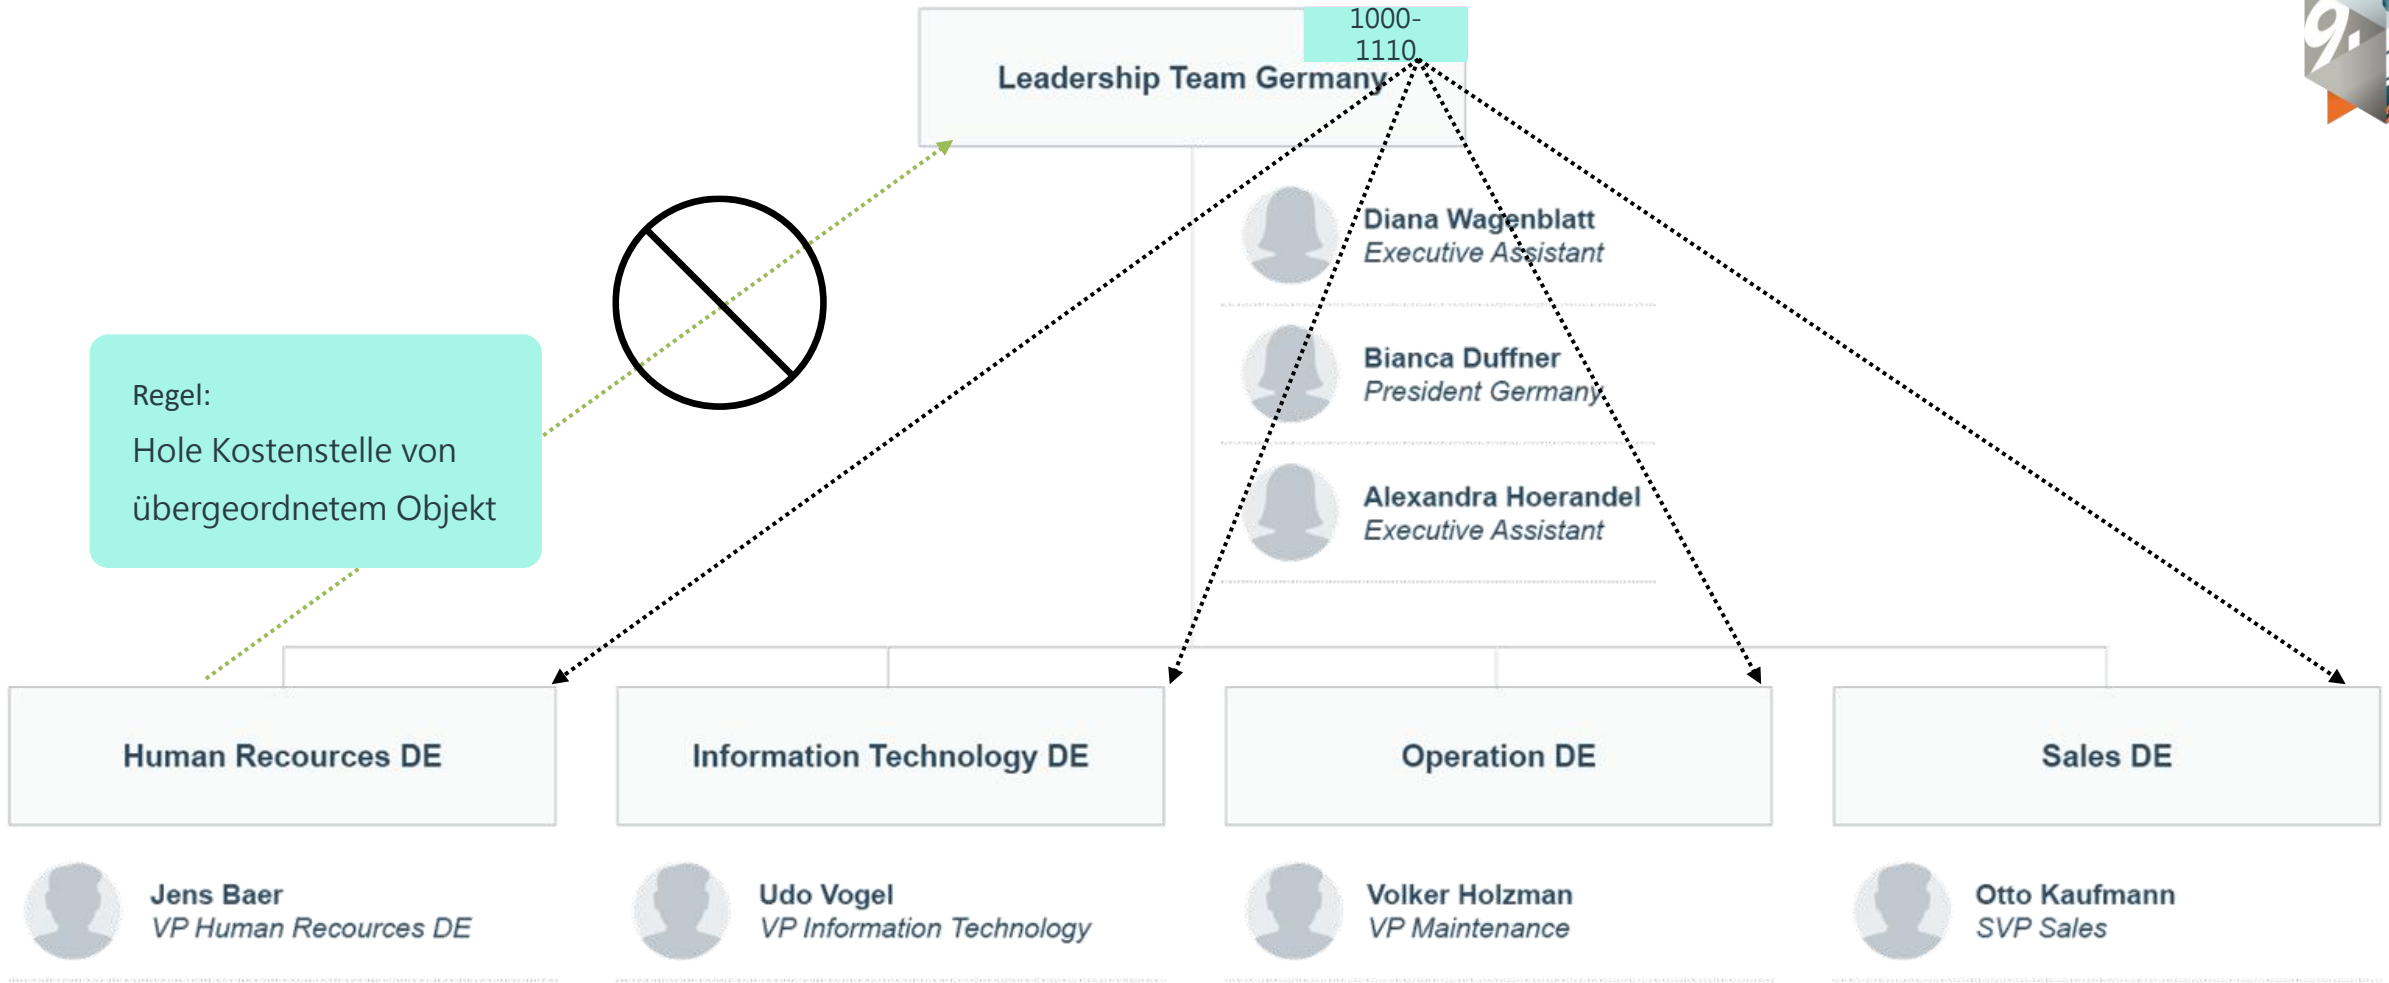 1000-
1110
Leadership Team Germany
9.
Diana Wagenblatt
Executive Assistant
Bianca Duffner
President Germany
Regel:
Hole Kostenstelle von
übergeordnetem Objekt
Alexandra Hoerandel
Executive Assistant
Human Recources DE
Information Technology DE
Operation DE
Sales DE
Jens Baer
VP Human Recources DE
Udo Vogel
VP Information Technology
Volker Holzman
VP Maintenance
Otto Kaufmann
SVP Sales